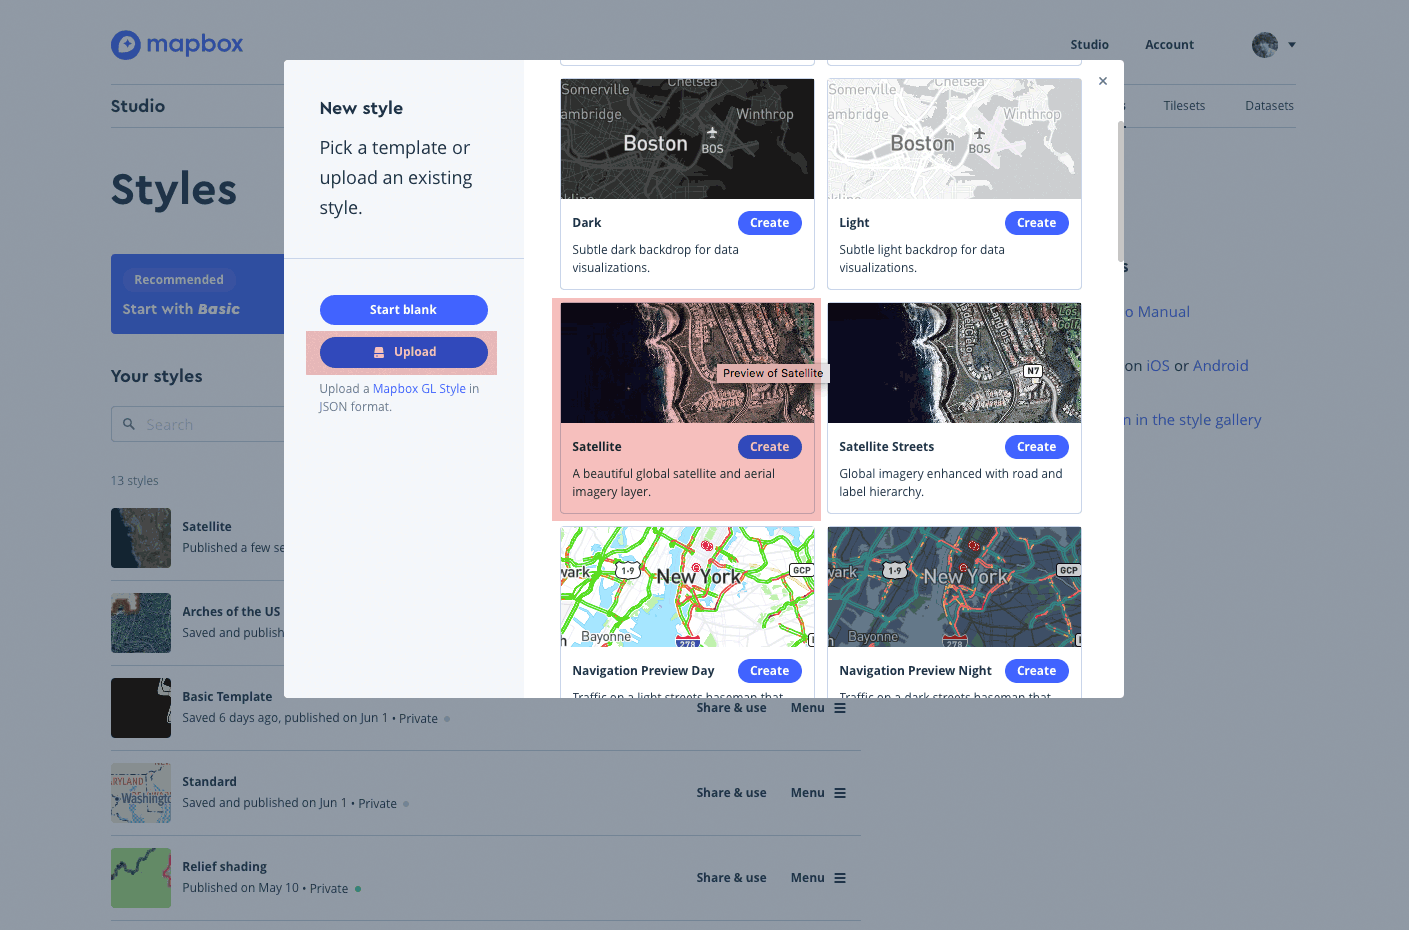 mapbox
Studio
Account
Studio
Tilesets
Datasets
Styles
Recommended
Start with Basic
Your styles
Search
13 styles
Satellite
Published a few se
Arches of the US
Saved and publish
Basic Template
Saved 6 days ago, published on Jun 1 • Private
Share & use
Menu
Standard
Saved and published on Jun 1 • Private
Share & use
Menu
Relief shading
Published on May 10 • Private
Share & use
Menu
New style
Pick a template or
upload an existing
style.
Start blank
Upload
Upload a Mapbox GL Style in
JSON format.
Somerville
Chelsea
ambridge
Winthrop
Boston
BOS
kline
Dark
Create
Subtle dark backdrop for data
visualizations.
Somerville
Chelsea
ambridge
Winthrop
Boston
BOS
kline
Light
Create
Subtle light backdrop for data
visualizations.
Preview of Satellite
Satellite
Create
A beautiful global satellite and aerial
imagery layer.
Los
Golf
N7
Satellite Streets
Create
Global imagery enhanced with road and
label hierarchy.
wark
1-9
New York
GCP
Bayonne
278
Navigation Preview Day
Create
Traffic on a light streets basemap that
wark
1-9
New York
GCP
Bayonne
278
Navigation Preview Night
Create
Traffic on a dark streets basemap that
s
o Manual
on iOS or Android
n in the style gallery
RYLAND
Washingt